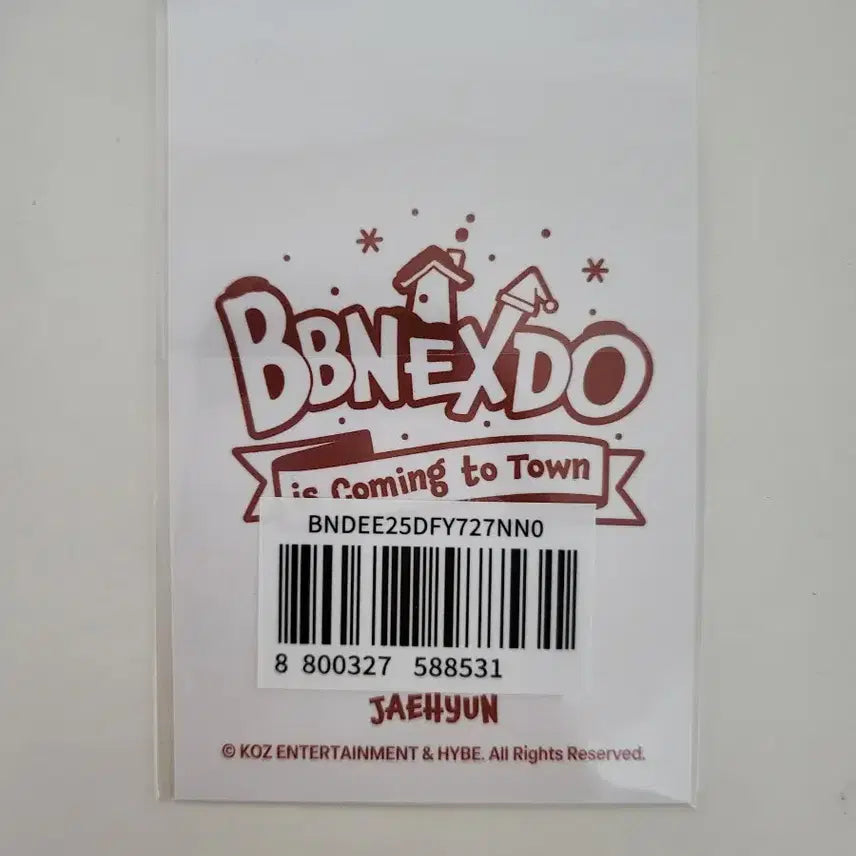 BBNEXDO
is Coming to Town
BNDEE25DFY727NN0
8 800327 588531
JAEHYUN
© KOZ ENTERTAINMENT & HYBE. All Rights Reserved.